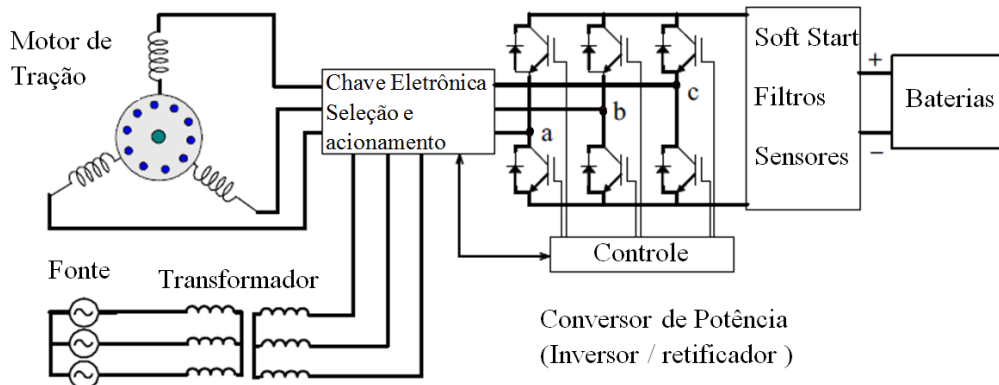 Motor de
Tração
Chave Eletrônica
Seleção e
acionamento
a
b
c
Soft Start
Filtros
Sensores
+
−
Baterias
Controle
Fonte
Transformador
Conversor de Potência
(Inversor / retificador )